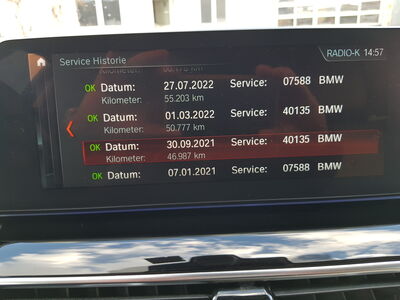 Service Historie RADIO-K 14:57
Kilometer:
OK Datum: 27.07.2022 Service: 07588 BMW
Kilometer: 55.203 km
OK Datum: 01.03.2022 Service: 40135 BMW
Kilometer: 50.777 km
OK Datum: 30.09.2021 Service: 40135 BMW
Kilometer: 46.987 km
OK Datum: 07.01.2021 Service: 07588 BMW